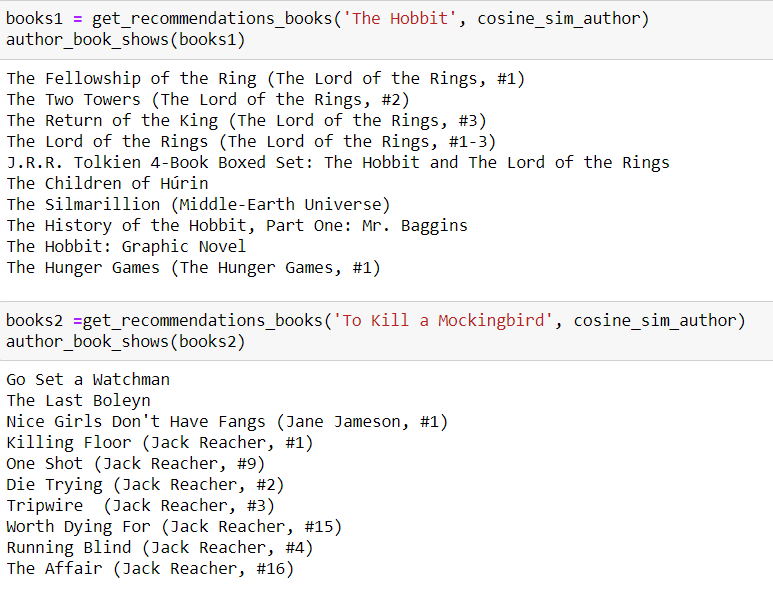 books1 = get_recommendations_books('The Hobbit', cosine_sim_author)
author_book_shows(books1)
The Fellowship of the Ring (The Lord of the Rings, #1)
The Two Towers (The Lord of the Rings, #2)
The Return of the King (The Lord of the Rings, #3)
The Lord of the Rings (The Lord of the Rings, #1-3)
J.R.R. Tolkien 4-Book Boxed Set: The Hobbit and The Lord of the Rings
The Children of Húrin
The Silmarillion (Middle-Earth Universe)
The History of the Hobbit, Part One: Mr. Baggins
The Hobbit: Graphic Novel
The Hunger Games (The Hunger Games, #1)
books2 =get_recommendations_books('To Kill a Mockingbird', cosine_sim_author)
author_book_shows(books2)
Go Set a Watchman
The Last Boleyn
Nice Girls Don't Have Fangs (Jane Jameson, #1)
Killing Floor (Jack Reacher, #1)
One Shot (Jack Reacher, #9)
Die Trying (Jack Reacher, #2)
Tripwire  (Jack Reacher, #3)
Worth Dying For (Jack Reacher, #15)
Running Blind (Jack Reacher, #4)
The Affair (Jack Reacher, #16)